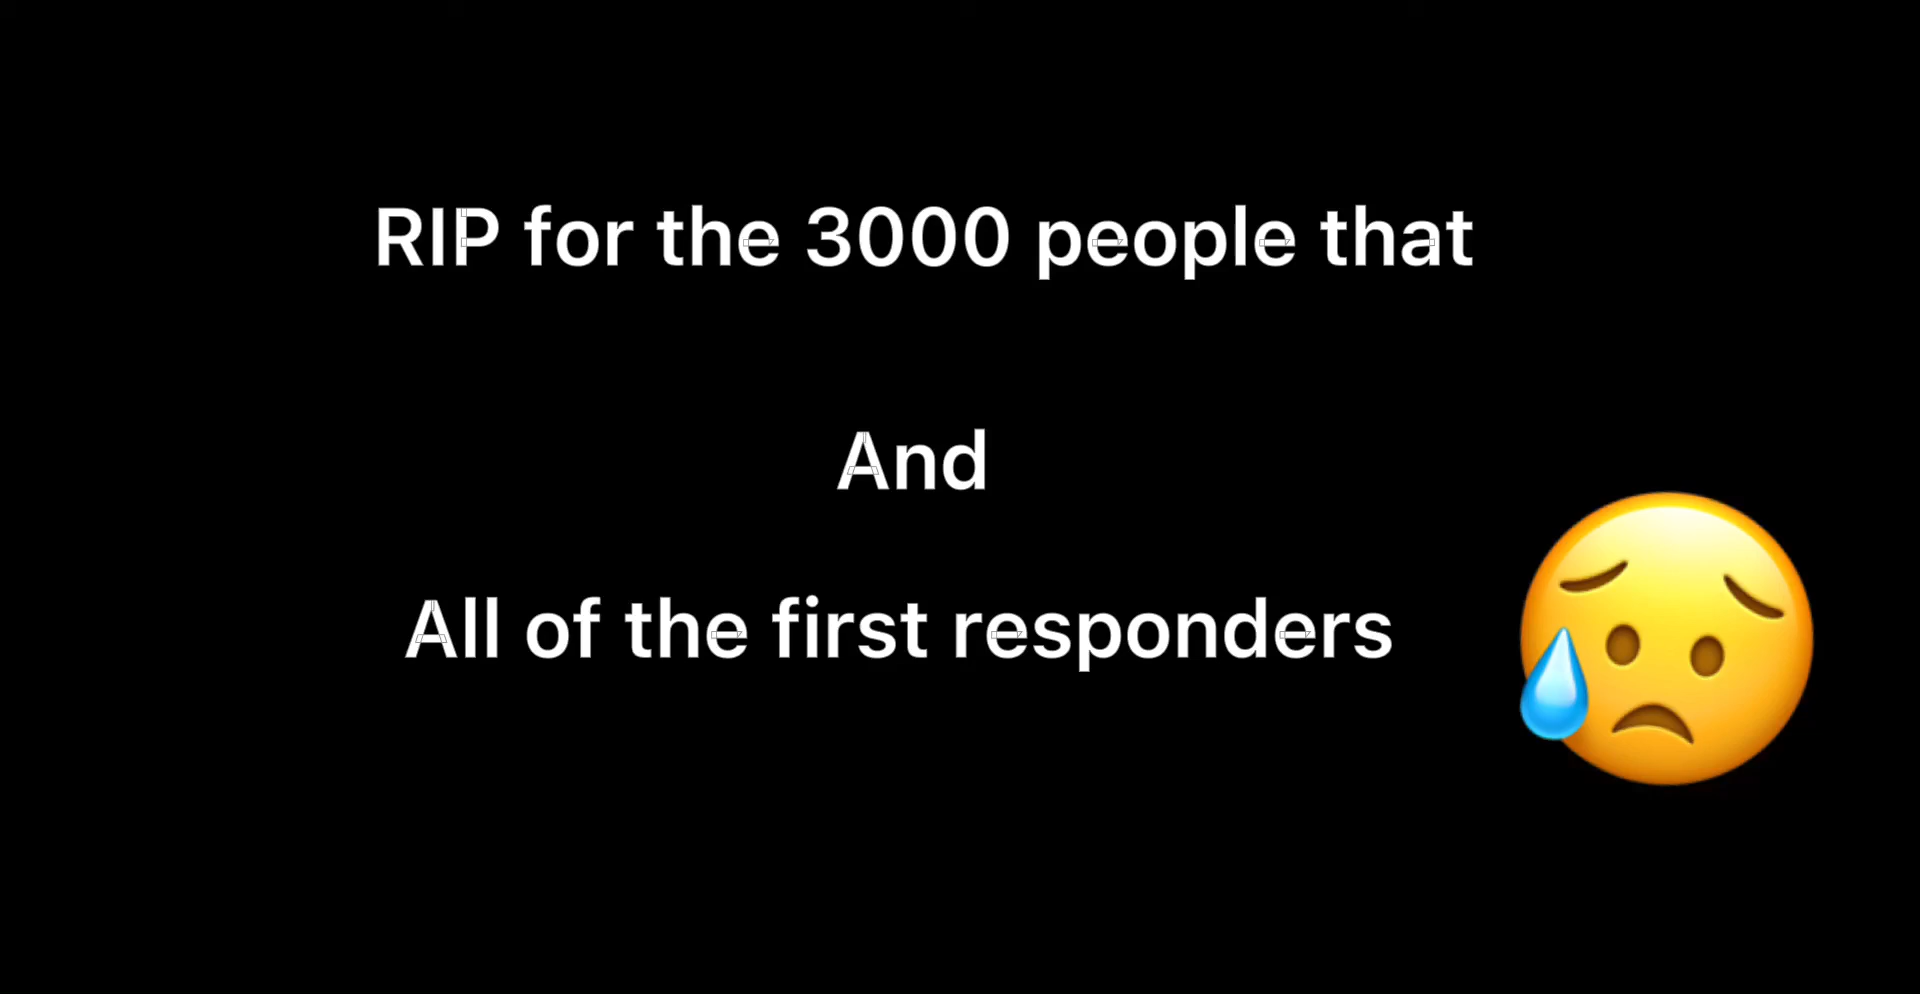 RIP for the 3000 people that
And
All of the first responders